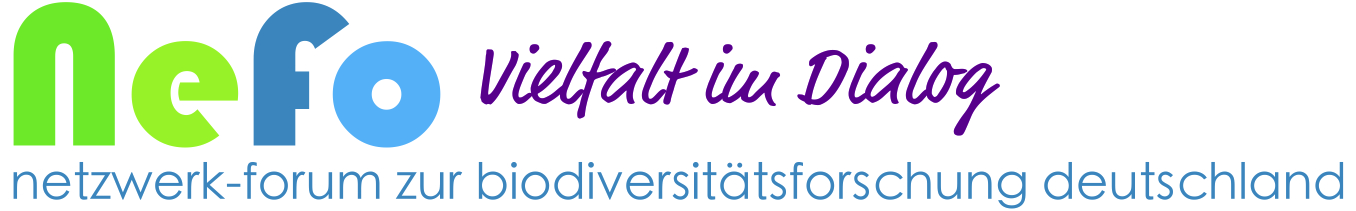 NeFo Vielfalt im Dialog
netzwerk-forum zur biodiversitätsforschung deutschland